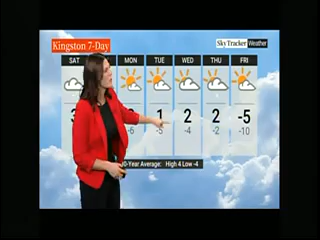 Kingston 7-Day
SkyTracker Weather
SAT MON TUE WED THU FRI
1 2 2 -5
-6 -5 -4 -2 -10
0-Year Average: High 4 Low -4